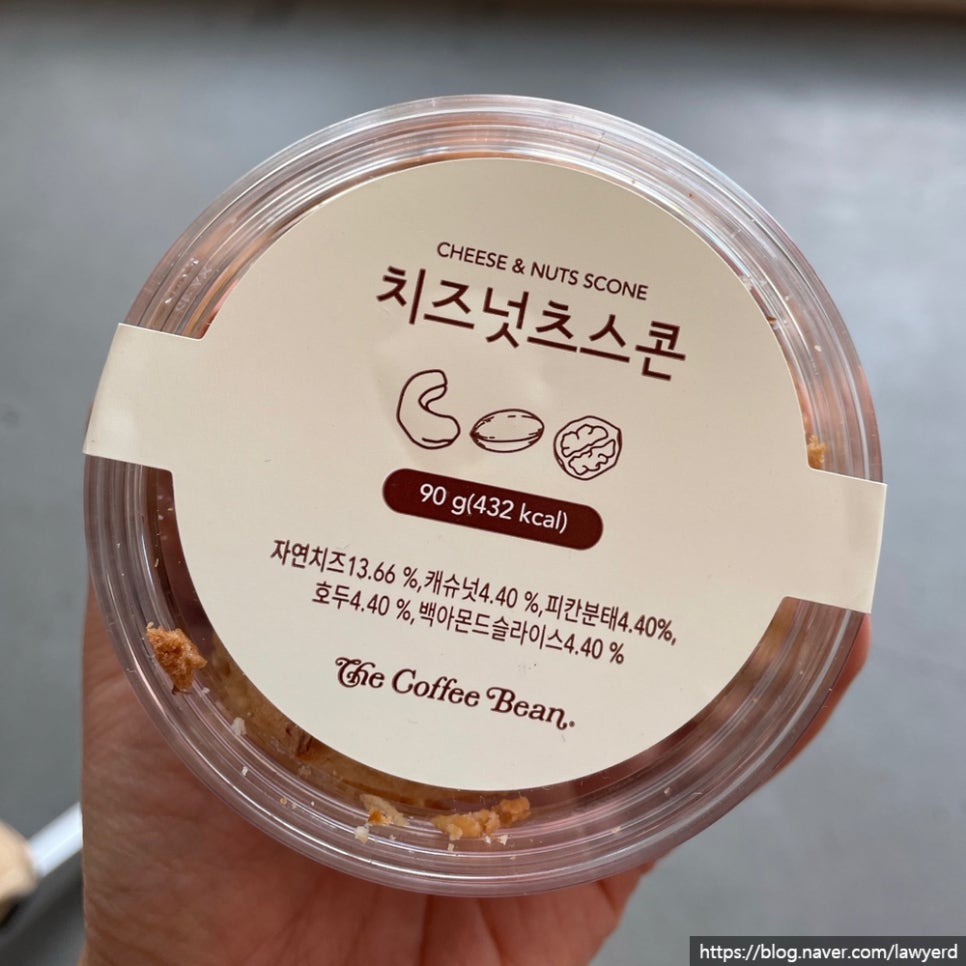 CHEESE & NUTS SCONE
치즈넛츠스콘
90 g(432 kcal)
자연치즈13.66 %,캐슈넛4.40 %,피칸분태4.40%,
호두4.40 %,백아몬드슬라이스4.40 %
The Coffee Bean®
https://blog.naver.com/lawyerd